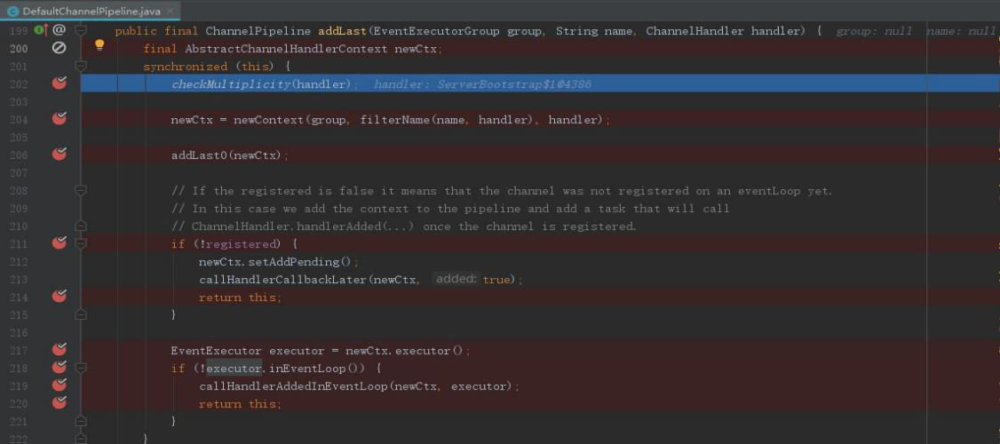 DefaultChannelPipeline.java
199 @ public final ChannelPipeline addLast(EventExecutorGroup group, String name, ChannelHandler handler) { group: null name: null
200 final AbstractChannelHandlerContext newCtx;
201 synchronized (this) {
202 checkMultiplicity(handler); handler: ServerBootstrap$1@4386
203
204 newCtx = newContext(group, filterName(name, handler), handler);
205
206 addLast0(newCtx);
207
208 // If the registered is false it means that the channel was not registered on an eventLoop yet.
209 // In this case we add the context to the pipeline and add a task that will call
210 // ChannelHandler.handlerAdded(...) once the channel is registered.
211 if (!registered) {
212 newCtx.setAddPending();
213 callHandlerCallbackLater(newCtx, added: true);
214 return this;
215 }
216
217 EventExecutor executor = newCtx.executor();
218 if (!executor.inEventLoop()) {
219 callHandlerAddedInEventLoop(newCtx, executor);
220 return this;
221 }
222 }